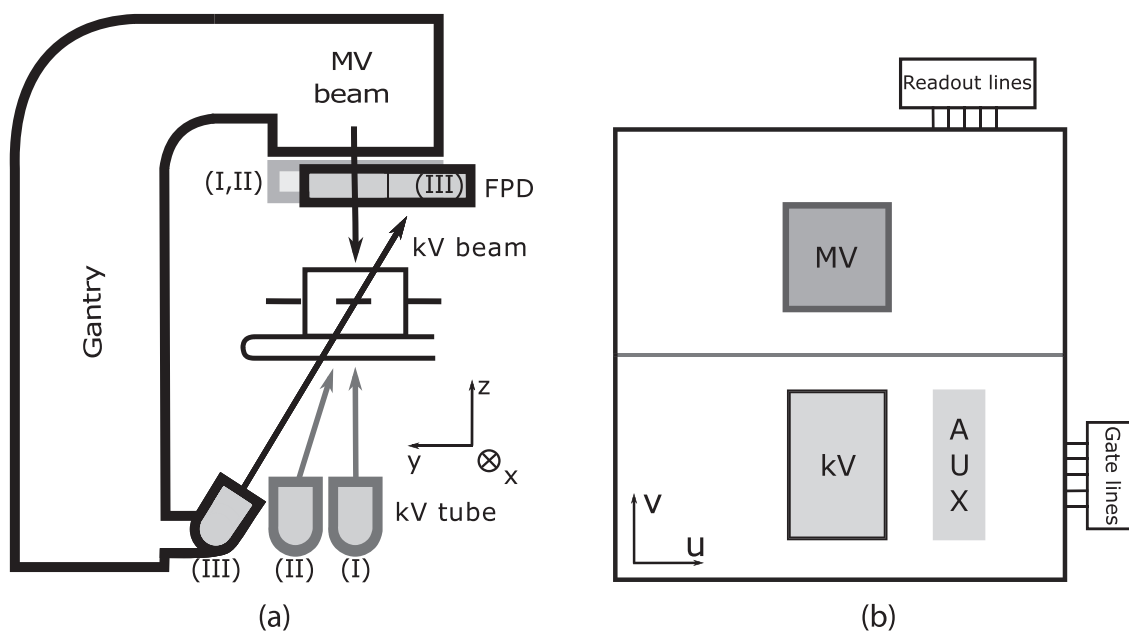 MV
beam
(I,II)
(III)
FPD
kV beam
Gantry
z
y
x
kV tube
(III)
(II)
(I)
(a)
Readout lines
MV
kV
A
U
X
Gate lines
v
u
(b)